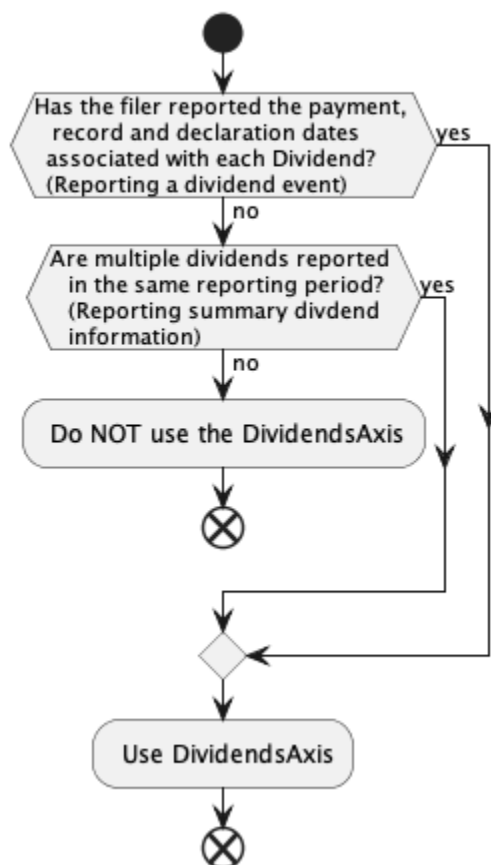 Has the filer reported the payment,
record and declaration dates
associated with each Dividend?
(Reporting a dividend event)
yes
no
Are multiple dividends reported
in the same reporting period?
(Reporting summary divdend
information)
yes
no
Do NOT use the DividendsAxis
Use DividendsAxis